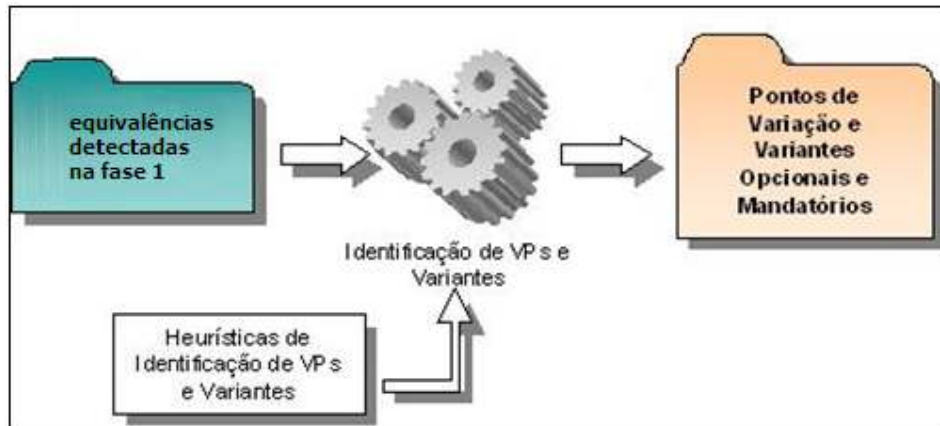 equivalências
detectadas
na fase 1
Pontos de
Variação e
Variantes
Opcionais e
Mandatórios
Identificação de VPs e
Variantes
Heurísticas de
Identificação de VPs
e Variantes